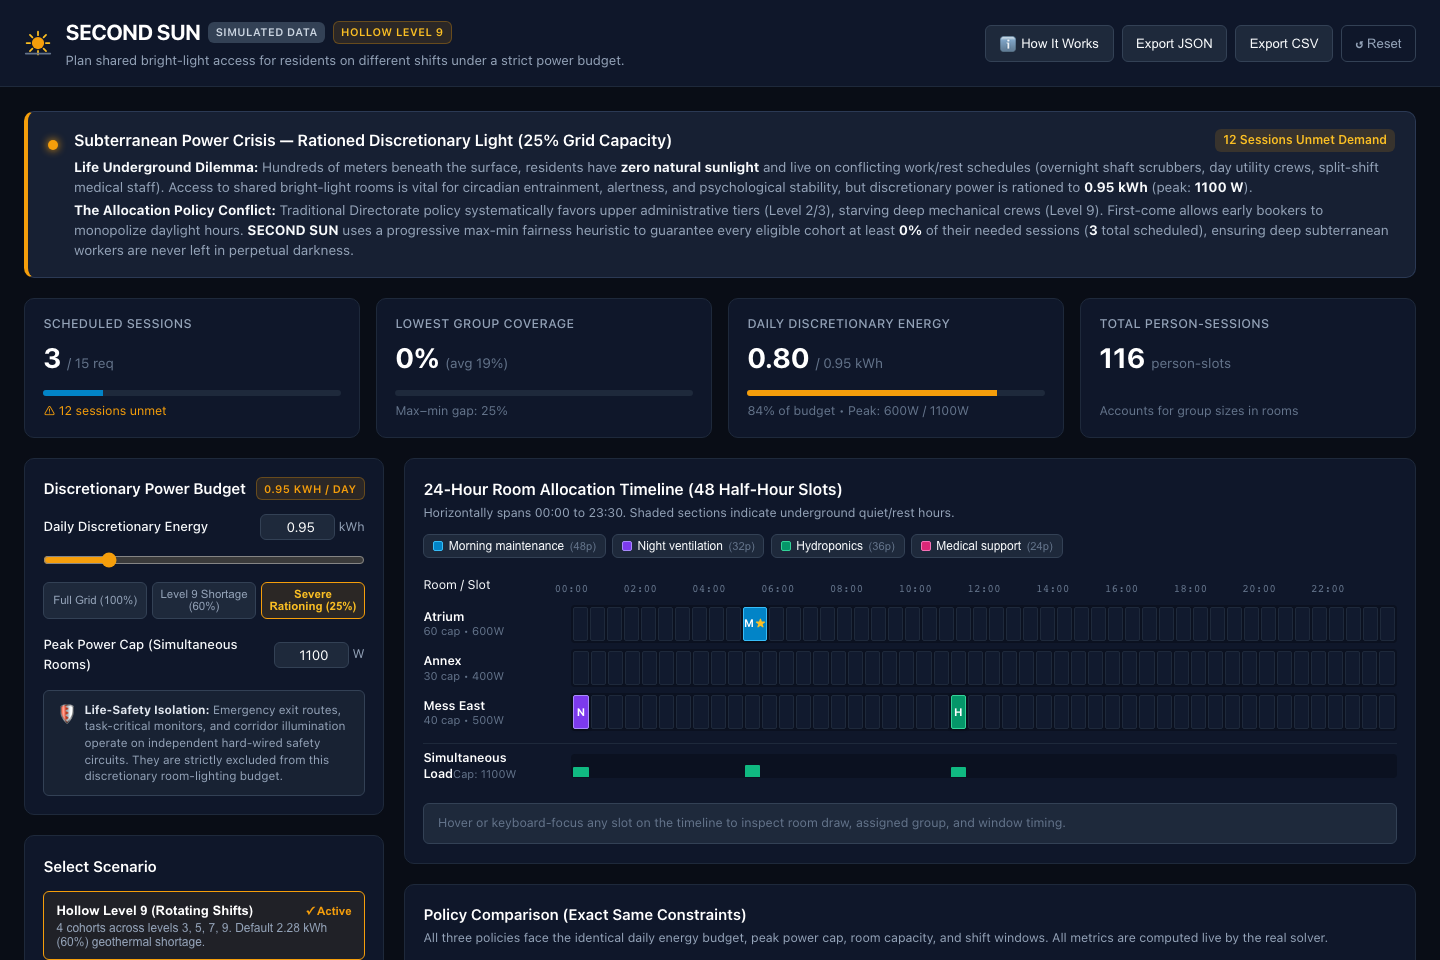 SECOND SUN SIMULATED DATA HOLLOW LEVEL 9
Plan shared bright-light access for residents on different shifts under a strict power budget.
ℹ️ How It Works Export JSON Export CSV ↺ Reset
Subterranean Power Crisis — Rationed Discretionary Light (25% Grid Capacity)
12 Sessions Unmet Demand
Life Underground Dilemma: Hundreds of meters beneath the surface, residents have zero natural sunlight and live on conflicting work/rest schedules (overnight shaft scrubbers, day utility crews, split-shift
medical staff). Access to shared bright-light rooms is vital for circadian entrainment, alertness, and psychological stability, but discretionary power is rationed to 0.95 kWh (peak: 1100 W).
The Allocation Policy Conflict: Traditional Directorate policy systematically favors upper administrative tiers (Level 2/3), starving deep mechanical crews (Level 9). First-come allows early bookers to
monopolize daylight hours. SECOND SUN uses a progressive max-min fairness heuristic to guarantee every eligible cohort at least 0% of their needed sessions (3 total scheduled), ensuring deep subterranean
workers are never left in perpetual darkness.
SCHEDULED SESSIONS
3 / 15 req
⚠ 12 sessions unmet
LOWEST GROUP COVERAGE
0% (avg 19%)
Max–min gap: 25%
DAILY DISCRETIONARY ENERGY
0.80 / 0.95 kWh
84% of budget • Peak: 600W / 1100W
TOTAL PERSON-SESSIONS
116 person-slots
Accounts for group sizes in rooms
Discretionary Power Budget 0.95 KWH / DAY
Daily Discretionary Energy 0.95 kWh
Full Grid (100%)
Level 9 Shortage
(60%)
Severe
Rationing (25%)
Peak Power Cap (Simultaneous
Rooms)
1100 W
Life-Safety Isolation: Emergency exit routes,
task-critical monitors, and corridor illumination
operate on independent hard-wired safety
circuits. They are strictly excluded from this
discretionary room-lighting budget.
Select Scenario
Hollow Level 9 (Rotating Shifts) ✓ Active
4 cohorts across levels 3, 5, 7, 9. Default 2.28 kWh
(60%) geothermal shortage.
24-Hour Room Allocation Timeline (48 Half-Hour Slots)
Horizontally spans 00:00 to 23:30. Shaded sections indicate underground quiet/rest hours.
Morning maintenance (48p) Night ventilation (32p) Hydroponics (36p) Medical support (24p)
Room / Slot 00:00 02:00 04:00 06:00 08:00 10:00 12:00 14:00 16:00 18:00 20:00 22:00
Atrium
60 cap • 600W
M★
Annex
30 cap • 400W
Mess East
40 cap • 500W
N H
Simultaneous
LoadCap: 1100W
Hover or keyboard-focus any slot on the timeline to inspect room draw, assigned group, and window timing.
Policy Comparison (Exact Same Constraints)
All three policies face the identical daily energy budget, peak power cap, room capacity, and shift windows. All metrics are computed live by the real solver.